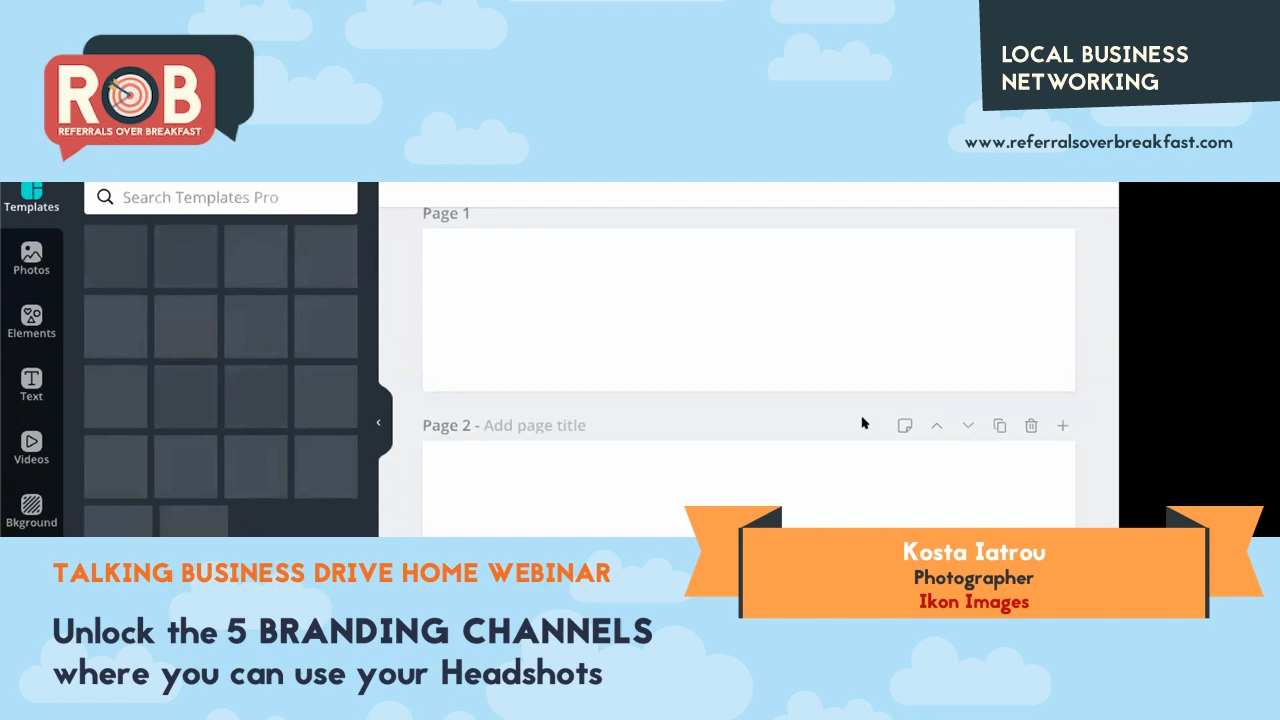 ROB
REFERRALS OVER BREAKFAST
LOCAL BUSINESS
NETWORKING
www.referralsoverbreakfast.com
Templates
Search Templates Pro
Photos
Elements
Text
Videos
Bkground
Page 1
Page 2 - Add page title
TALKING BUSINESS DRIVE HOME WEBINAR
Unlock the 5 BRANDING CHANNELS
where you can use your Headshots
Kosta Iatrou
Photographer
Ikon Images